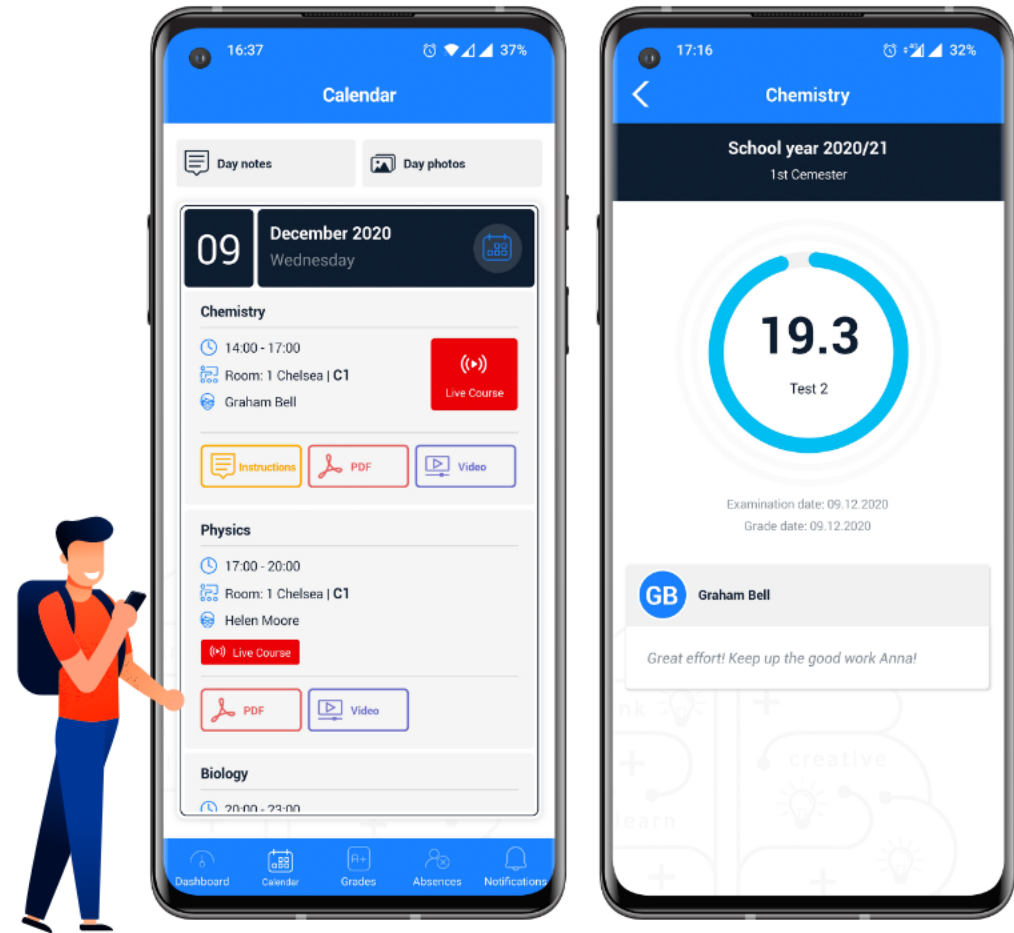 16:37
37%
Calendar
Day notes
Day photos
09
December 2020
Wednesday
Chemistry
14:00 - 17:00
Room: 1 Chelsea | C1
Graham Bell
Live Course
Instructions
PDF
Video
Physics
17:00 - 20:00
Room: 1 Chelsea | C1
Helen Moore
Live Course
PDF
Video
Biology
20:00 - 23:00
Dashboard
Calendar
A+
Grades
Absences
Notifications
17:16
4G
32%
Chemistry
School year 2020/21
1st Cemester
19.3
Test 2
Examination date: 09.12.2020
Grade date: 09.12.2020
GB
Graham Bell
Great effort! Keep up the good work Anna!
nk
creative
learn